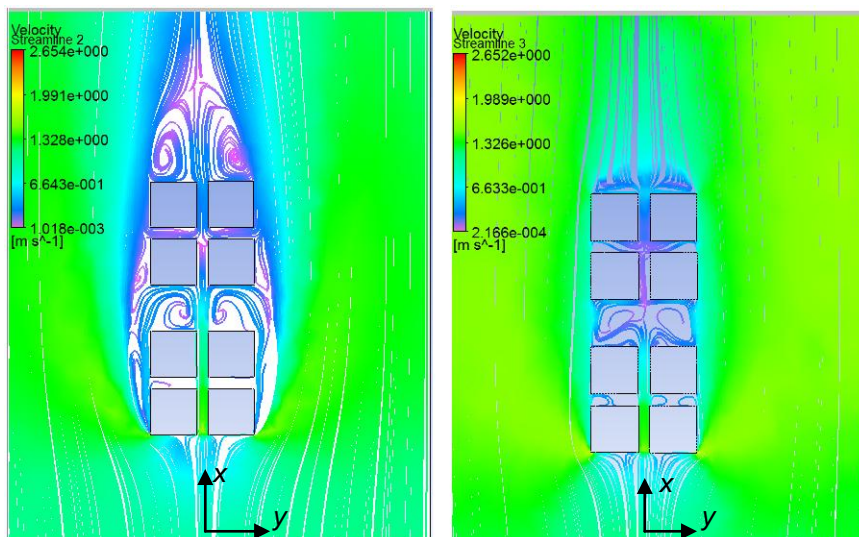 Velocity
Streamline 2
2.654e+000
1.991e+000
1.328e+000
6.643e-001
1.018e-003
[m s^-1]
x
y
Velocity
Streamline 3
2.652e+000
1.989e+000
1.326e+000
6.633e-001
2.166e-004
[m s^-1]
x
y